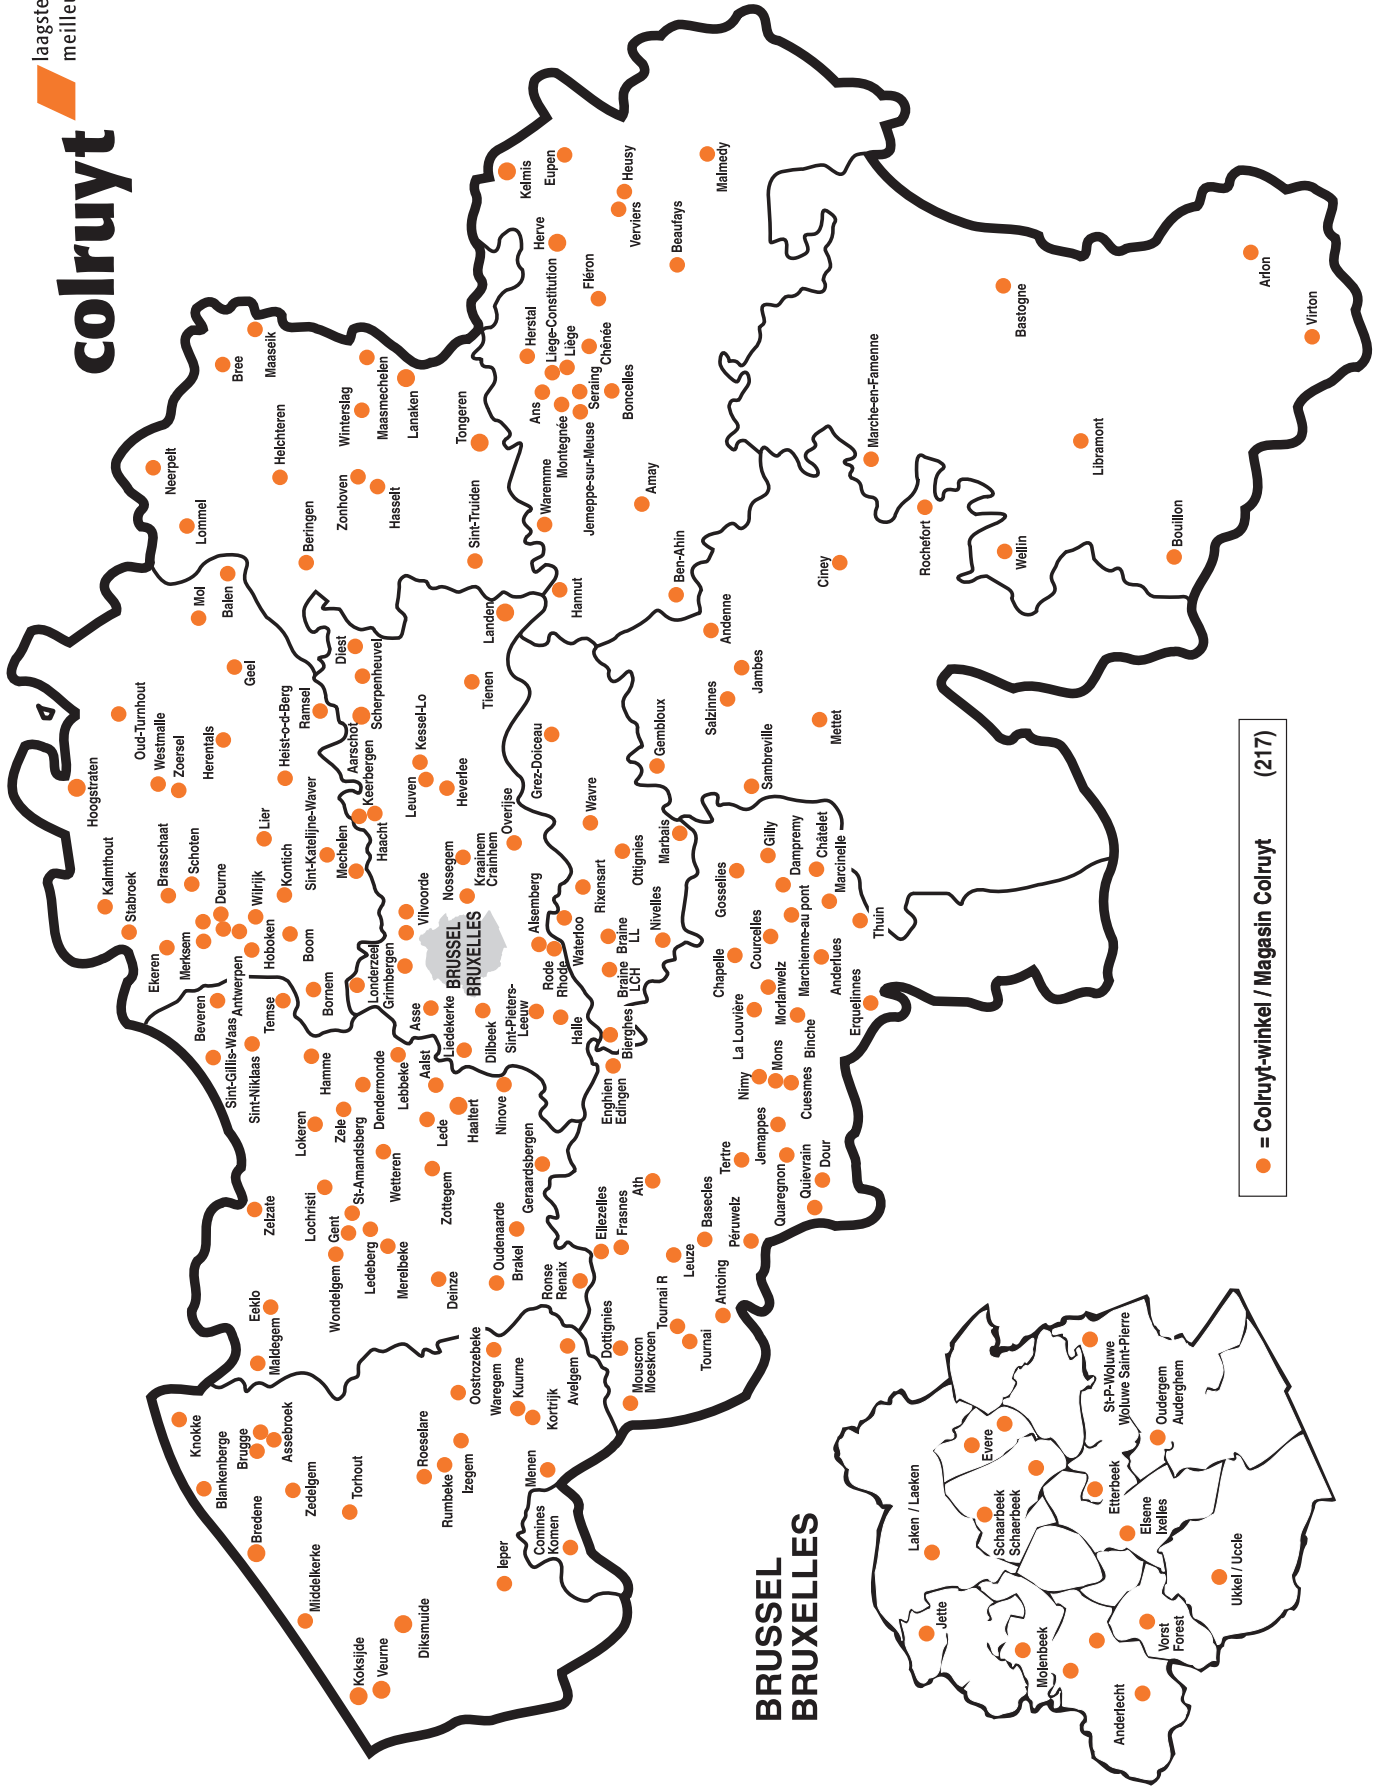 colruyt
laagste
meilleu
Knokke
Blankenberge
Brugge
Assebroek
Bredene
Zedelgem
Middelkerke
Torhout
Koksijde
Veurne
Diksmuide
Roeselare
Rumbeke
Izegem
Oostrozebeke
Waregem
Kuurne
Kortrijk
Avelgem
Menen
Ieper
Comines
Komen
Maldegem
Eeklo
Zelzate
Lochristi
Gent
St-Amandsberg
Wondelgem
Ledeberg
Merelbeke
Wetteren
Deinze
Zottegem
Oudenaarde
Brakel
Geraardsbergen
Ronse
Renaix
Lokeren
Zele
Hamme
Dendermonde
Lebbeke
Aalst
Lede
Haaltert
Ninove
Beveren
Sint-Gillis-Waas
Sint-Niklaas
Temse
Hoogstraten
Kalmthout
Stabroek
Brasschaat
Schoten
Ekeren
Merksem
Deurne
Antwerpen
Wilrijk
Hoboken
Kontich
Boom
Bornem
Lier
Sint-Katelijne-Waver
Mechelen
Heist-o-d-Berg
Ramsel
Oud-Turnhout
Westmalle
Zoersel
Herentals
Geel
Mol
Balen
Londerzeel
Grimbergen
Vilvoorde
Asse
Liedekerke
Dilbeek
Sint-Pieters-
Leeuw
Halle
Rode
Rhode
Alsemberg
BRUSSEL
BRUXELLES
Nossegem
Kraainem
Crainhem
Overijse
Haacht
Keerbergen
Aarschot
Scherpenheuvel
Diest
Kessel-Lo
Leuven
Heverlee
Tienen
Landen
Neerpelt
Lommel
Bree
Maaseik
Helchteren
Beringen
Winterslag
Maasmechelen
Lanaken
Zonhoven
Hasselt
Tongeren
Sint-Truiden
Waterloo
Braine
LL
Braine
LCH
Bierghes
Rixensart
Ottignies
Wavre
Grez-Doiceau
Nivelles
Marbais
Kelmis
Eupen
Herve
Heusy
Verviers
Malmedy
Beaufays
Fléron
Herstal
Liege-Constitution
Liège
Chênée
Seraing
Boncelles
Ans
Montegnée
Jemeppe-sur-Meuse
Waremme
Amay
Hannut
Ben-Ahin
Enghien
Edingen
Ellezelles
Frasnes
Ath
Dottignies
Mouscron
Moeskroen
Tournai R
Tournai
Leuze
Basecles
Péruwelz
Antoing
Tertre
Jemappes
Quaregnon
Quievrain
Dour
Nimy
Mons
Cuesmes
La Louvière
Morlanwelz
Binche
Erquelinnes
Chapelle
Courcelles
Marchienne-au pont
Anderlues
Thuin
Gosselies
Gilly
Dampremy
Châtelet
Marcinelle
Gembloux
Sambreville
Salzinnes
Jambes
Andenne
Mettet
Ciney
Rochefort
Wellin
Marche-en-Famenne
Bastogne
Libramont
Bouillon
Arlon
Virton
= Colruyt-winkel / Magasin Colruyt (217)
BRUSSEL
BRUXELLES
Laken / Laeken
Jette
Evere
Schaarbeek
Schaerbeek
Molenbeek
Anderlecht
Vorst
Forest
Ukkel / Uccle
Elsene
Ixelles
Etterbeek
St-P-Woluwe
Woluwe Saint-Pierre
Oudergem
Auderghem